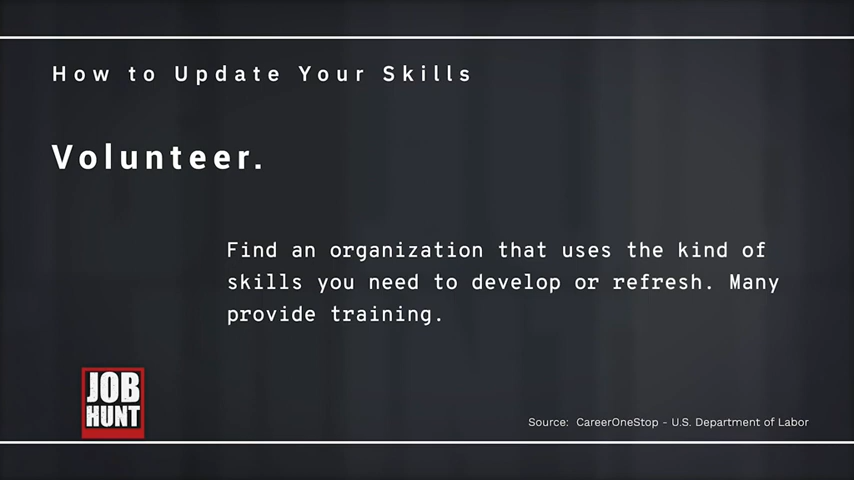 How to Update Your Skills
Volunteer.
Find an organization that uses the kind of
skills you need to develop or refresh. Many
provide training.
JOB
HUNT
Source: CareerOneStop - U.S. Department of Labor